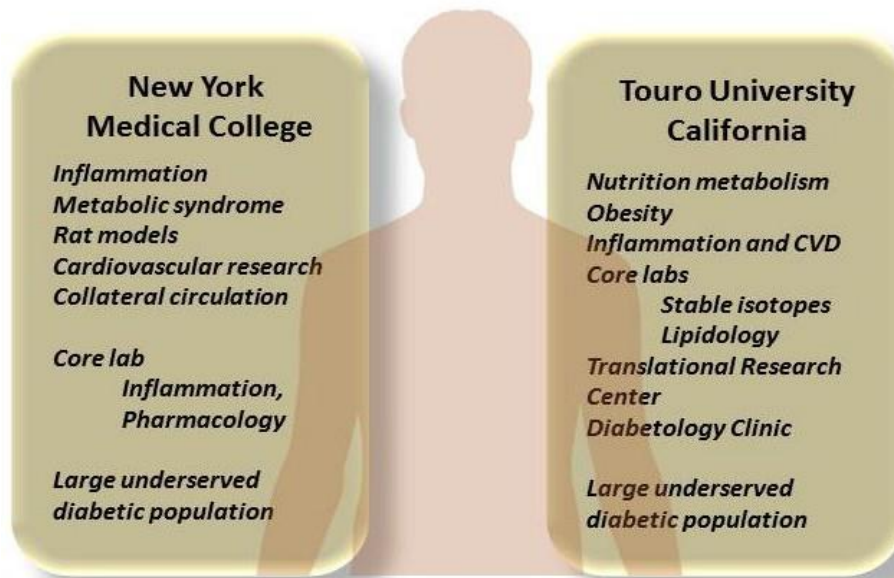 New York
Medical College
Inflammation
Metabolic syndrome
Rat models
Cardiovascular research
Collateral circulation
Core lab
Inflammation,
Pharmacology
Large underserved
diabetic population
Touro University
California
Nutrition metabolism
Obesity
Inflammation and CVD
Core labs
Stable isotopes
Lipidology
Translational Research
Center
Diabetology Clinic
Large underserved
diabetic population